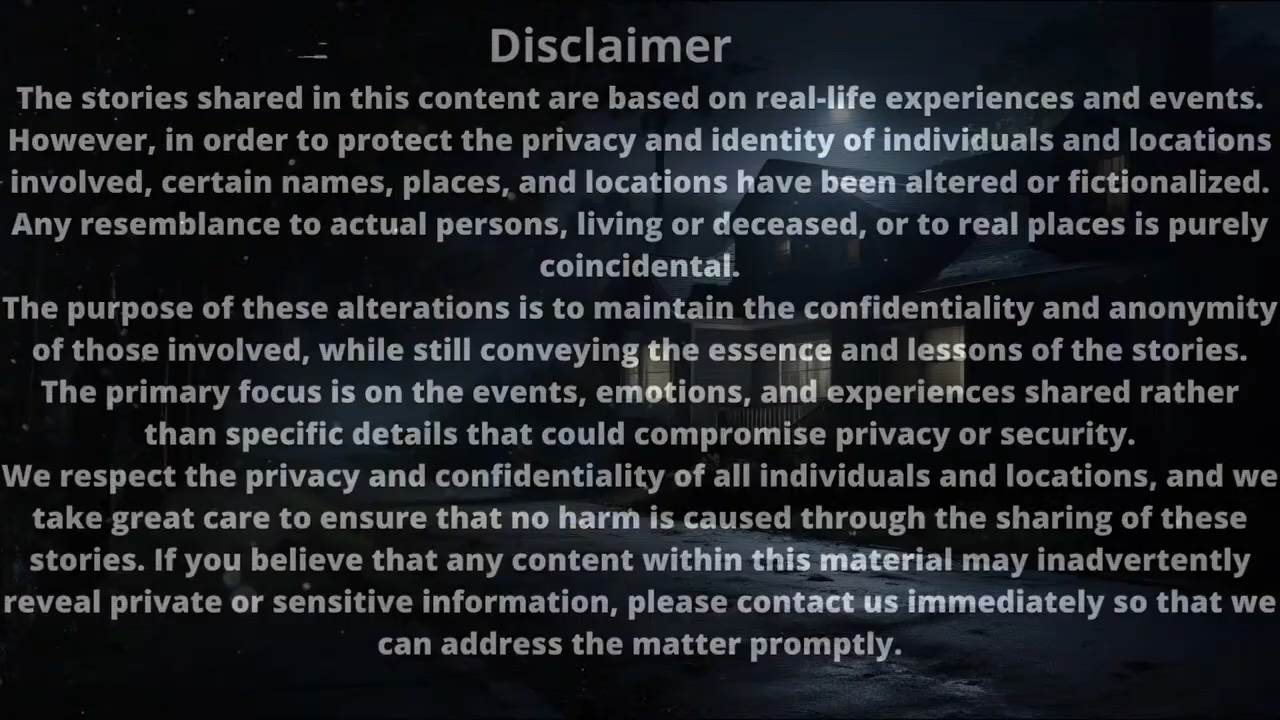 Disclaimer
The stories shared in this content are based on real-life experiences and events.
However, in order to protect the privacy and identity of individuals and locations
involved, certain names, places, and locations have been altered or fictionalized.
Any resemblance to actual persons, living or deceased, or to real places is purely
coincidental.
The purpose of these alterations is to maintain the confidentiality and anonymity
of those involved, while still conveying the essence and lessons of the stories.
The primary focus is on the events, emotions, and experiences shared rather
than specific details that could compromise privacy or security.
We respect the privacy and confidentiality of all individuals and locations, and we
take great care to ensure that no harm is caused through the sharing of these
stories. If you believe that any content within this material may inadvertently
reveal private or sensitive information, please contact us immediately so that we
can address the matter promptly.